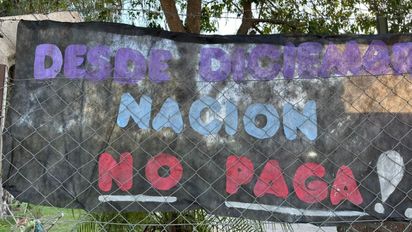 DESDE DICIEMBRE
NACION
NO PAGA!